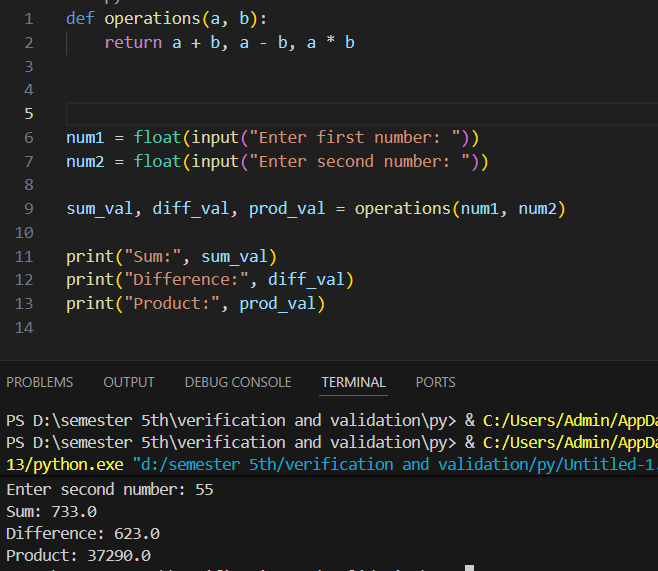 1 def operations(a, b):
2     return a + b, a - b, a * b
3
4
5
6 num1 = float(input("Enter first number: "))
7 num2 = float(input("Enter second number: "))
8
9 sum_val, diff_val, prod_val = operations(num1, num2)
10
11 print("Sum:", sum_val)
12 print("Difference:", diff_val)
13 print("Product:", prod_val)
14
PROBLEMS OUTPUT DEBUG CONSOLE TERMINAL PORTS
PS D:\semester 5th\verification and validation\py> & C:/Users/Admin/AppDa
PS D:\semester 5th\verification and validation\py> & C:/Users/Admin/AppDa
13/python.exe "d:/semester 5th/verification and validation/py/Untitled-1.
Enter second number: 55
Sum: 733.0
Difference: 623.0
Product: 37290.0